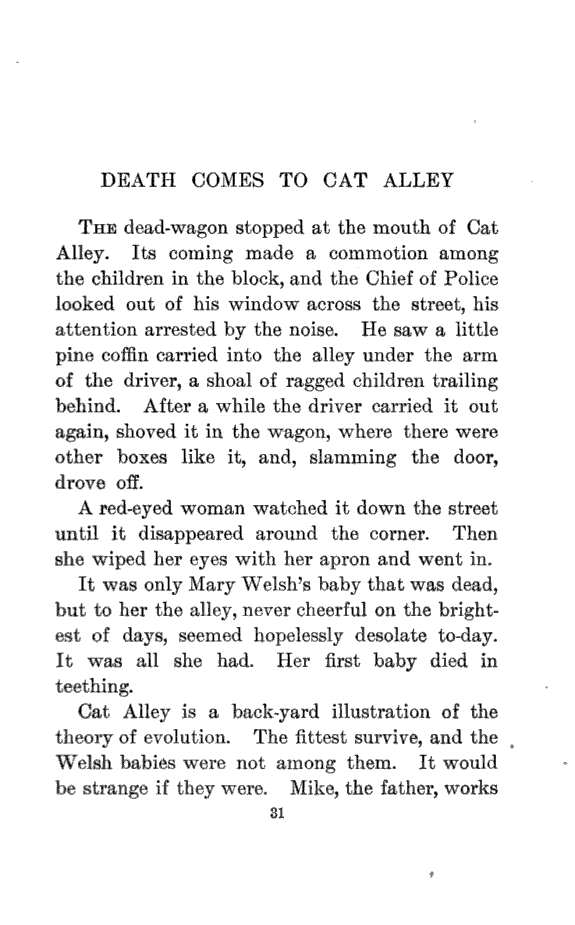 DEATH COMES TO CAT ALLEY
THE dead-wagon stopped at the mouth of Cat
Alley. Its coming made a commotion among
the children in the block, and the Chief of Police
looked out of his window across the street, his
attention arrested by the noise. He saw a little
pine coffin carried into the alley under the arm
of the driver, a shoal of ragged children trailing
behind. After a while the driver carried it out
again, shoved it in the wagon, where there were
other boxes like it, and, slamming the door,
drove off.
A red-eyed woman watched it down the street
until it disappeared around the corner. Then
she wiped her eyes with her apron and went in.
It was only Mary Welsh's baby that was dead,
but to her the alley, never cheerful on the bright-
est of days, seemed hopelessly desolate to-day.
It was all she had. Her first baby died in
teething.
Cat Alley is a back-yard illustration of the
theory of evolution. The fittest survive, and the
Welsh babies were not among them. It would
be strange if they were. Mike, the father, works
31